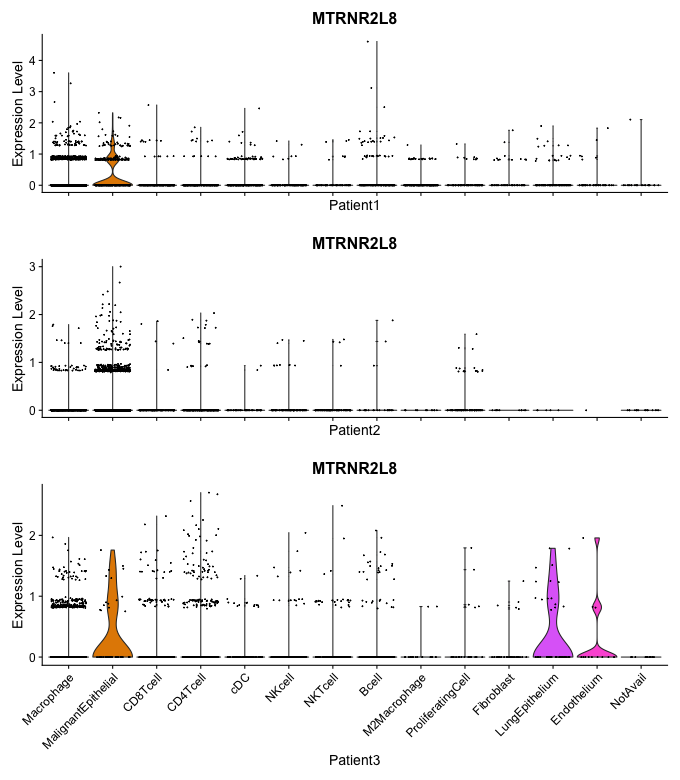 MTRNR2L8
Expression Level
4
3
2
1
0
Patient1
MTRNR2L8
Expression Level
3
2
1
0
Patient2
MTRNR2L8
Expression Level
2
1
0
Macrophage
MalignantEpithelial
CD8Tcell
CD4Tcell
cDC
NKcell
NKTcell
Bcell
M2Macrophage
ProliferatingCell
Fibroblast
LungEpithelium
Endothelium
NotAvail
Patient3